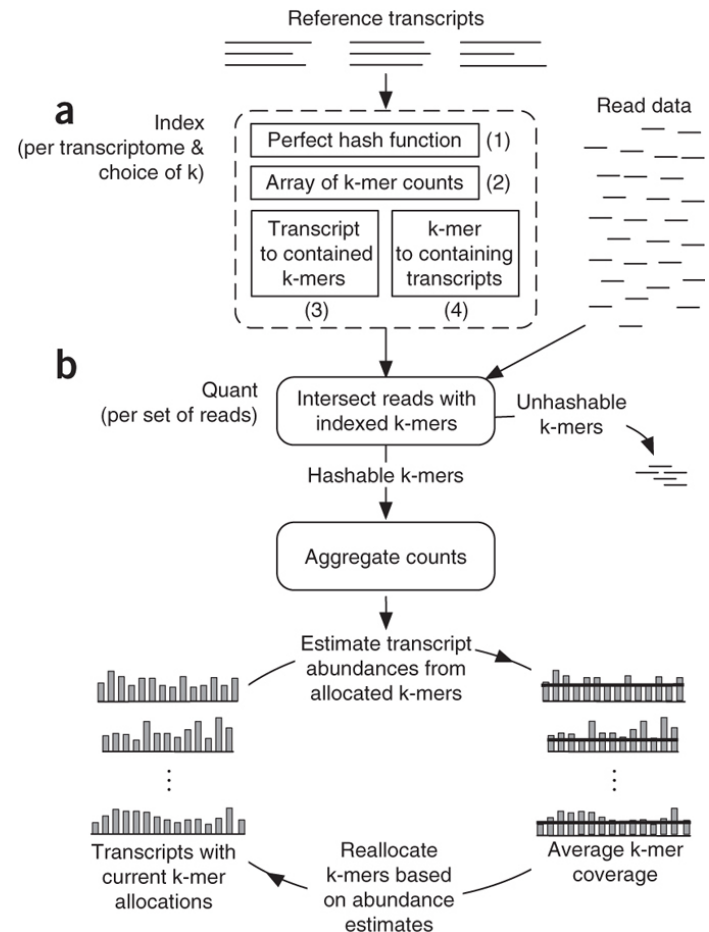 Reference transcripts
a
Index
(per transcriptome &
choice of k)
Read data
Perfect hash function
(1)
Array of k-mer counts
(2)
Transcript
to contained
k-mers
k-mer
to containing
transcripts
(3)
(4)
b
Quant
(per set of reads)
Intersect reads with
indexed k-mers
Unhashable
k-mers
Hashable k-mers
Aggregate counts
Estimate transcript
abundances from
allocated k-mers
Transcripts with
current k-mer
allocations
Reallocate
k-mers based
on abundance
estimates
Average k-mer
coverage